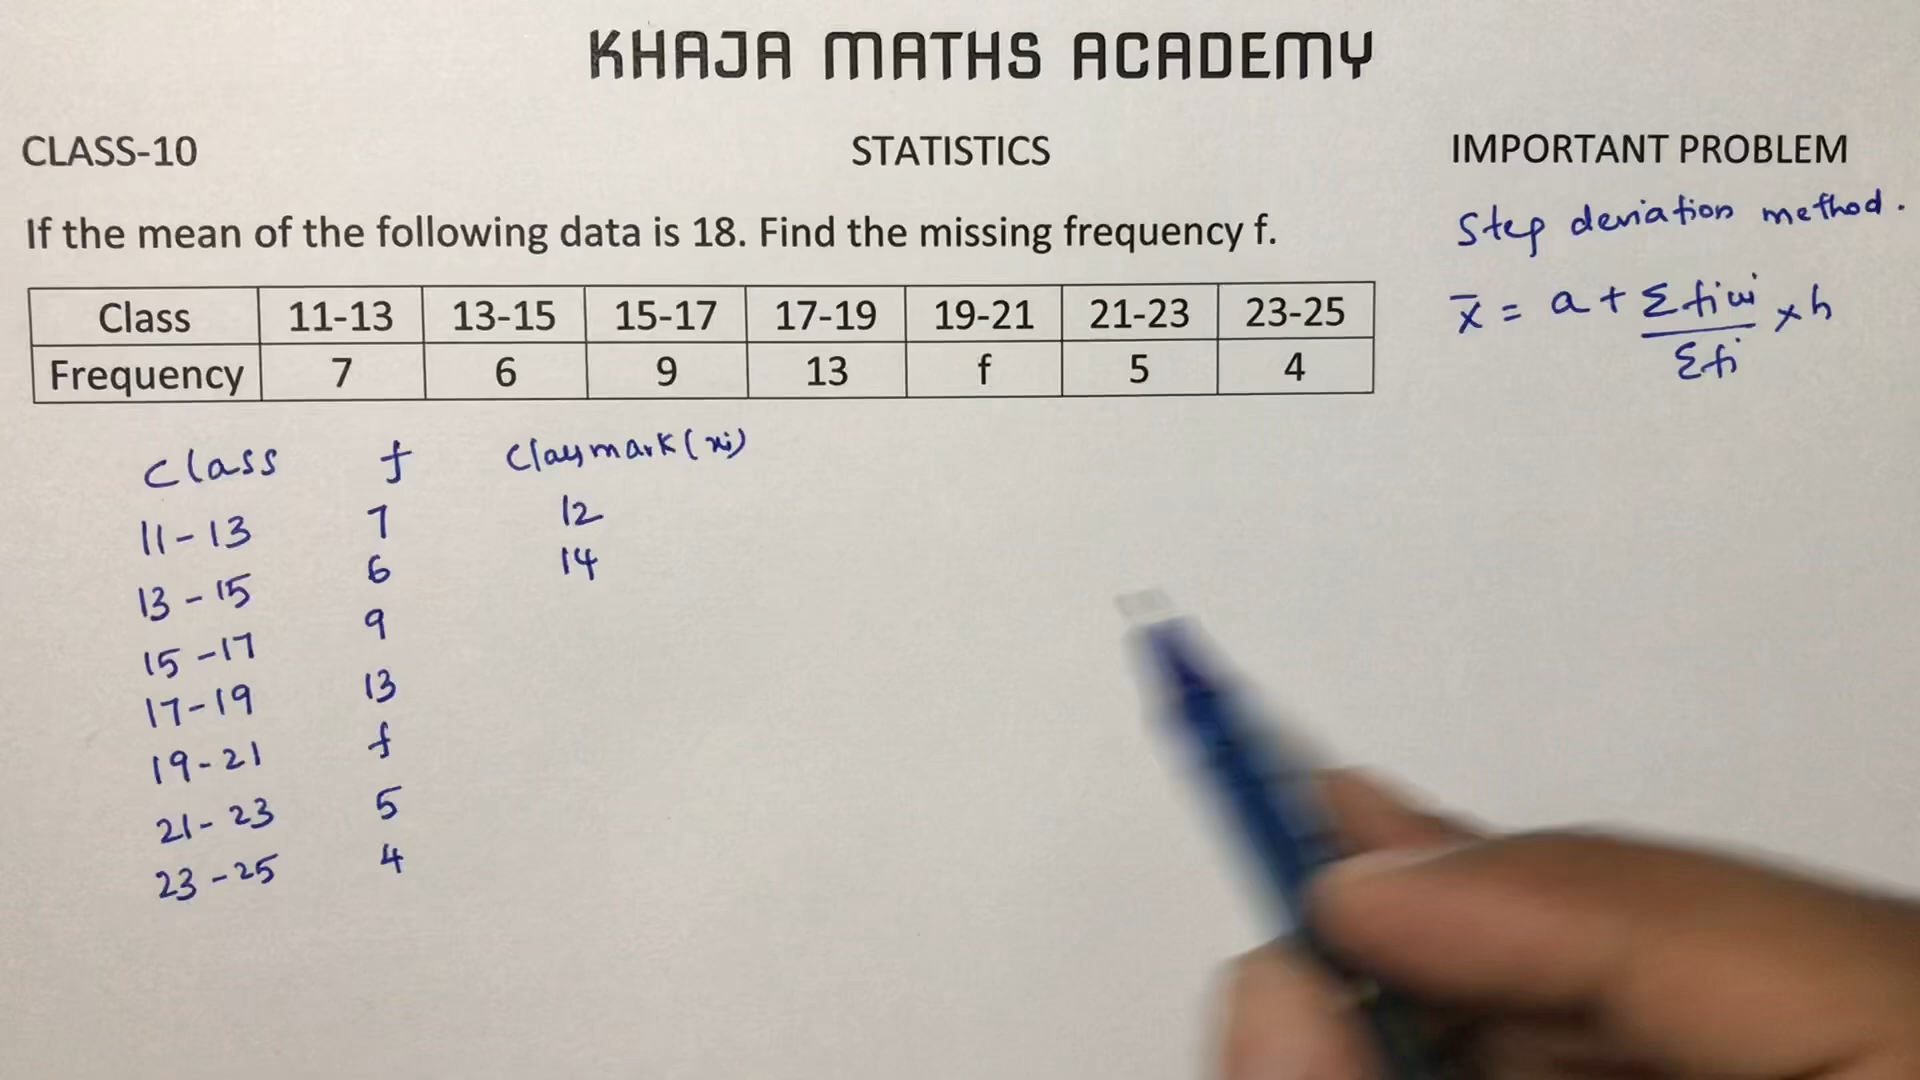 KHAJA MATHS ACADEMY
CLASS-10 STATISTICS IMPORTANT PROBLEM
If the mean of the following data is 18. Find the missing frequency f.
Step deviation method.
x̄ = a + Σfiui/Σfi × h
Class 11-13 13-15 15-17 17-19 19-21 21-23 23-25
Frequency 7 6 9 13 f 5 4
Class f Classmark (xi)
11-13 7 12
13-15 6 14
15-17 9
17-19 13
19-21 f
21-23 5
23-25 4